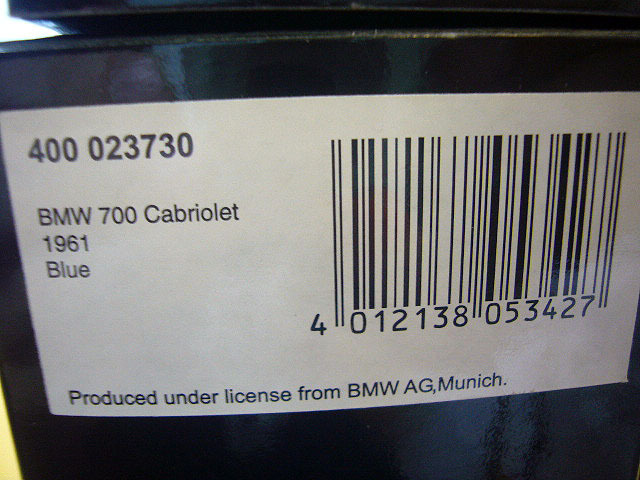 400 023730
BMW 700 Cabriolet
1961
Blue
4 012138 053427
Produced under license from BMW AG,Munich.